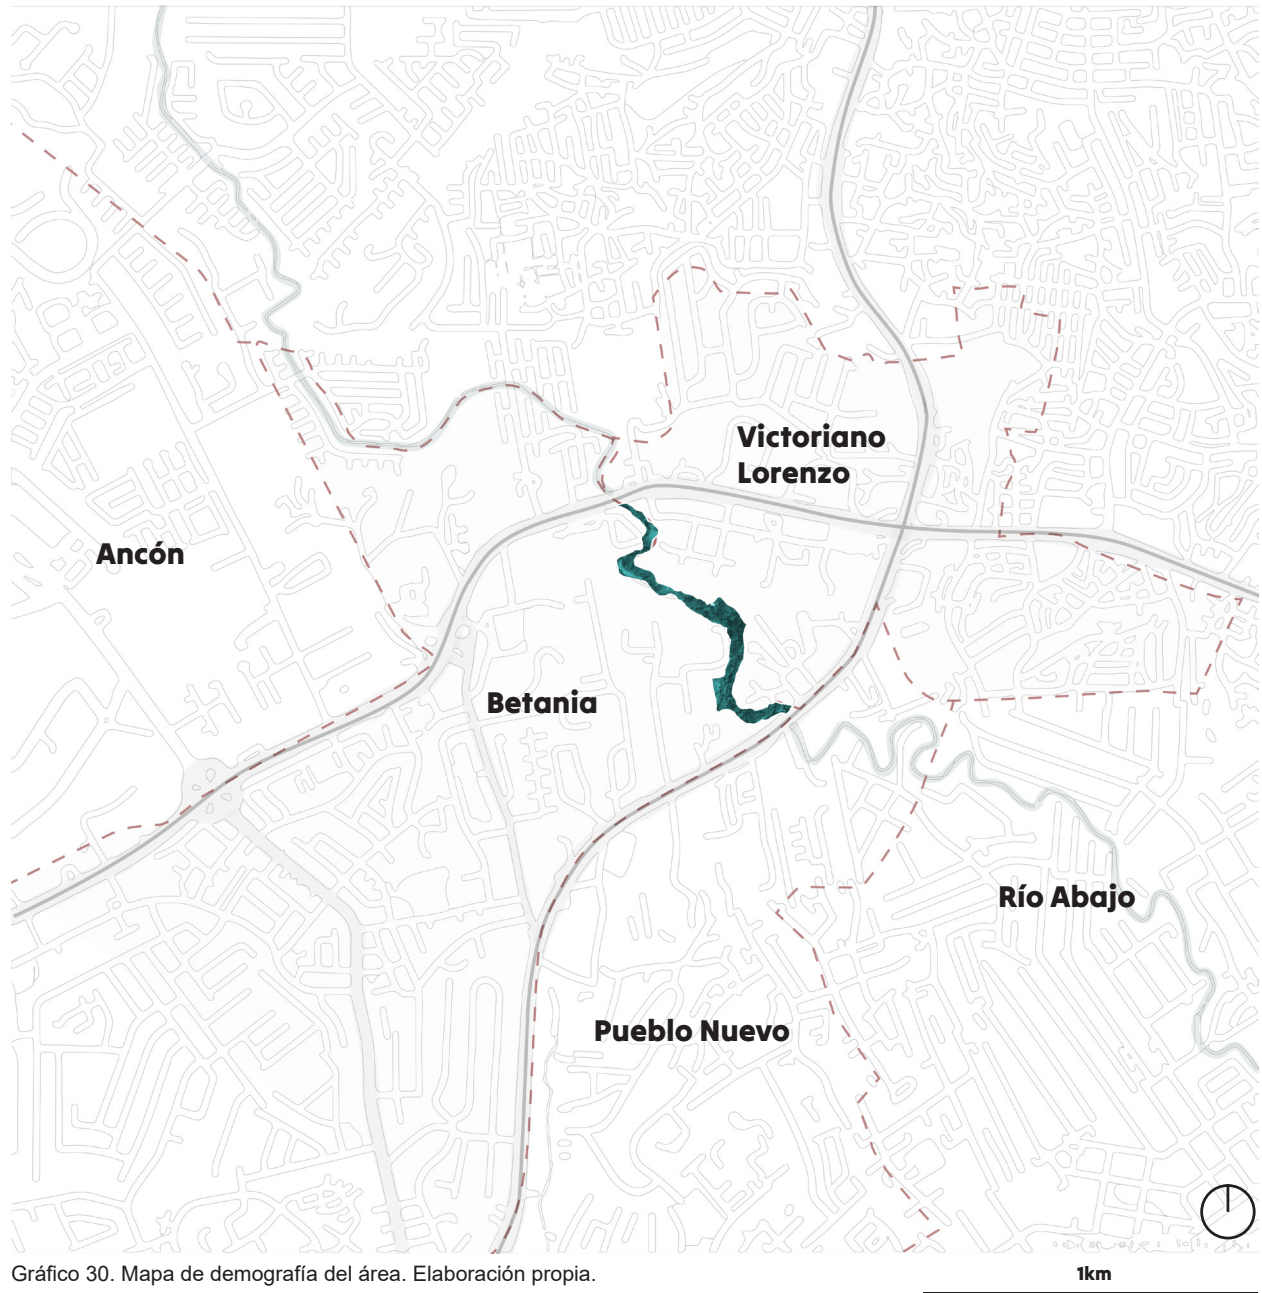 Victoriano
Lorenzo
Ancón
Betania
Río Abajo
Pueblo Nuevo
Gráfico 30. Mapa de demografía del área. Elaboración propia.
1km